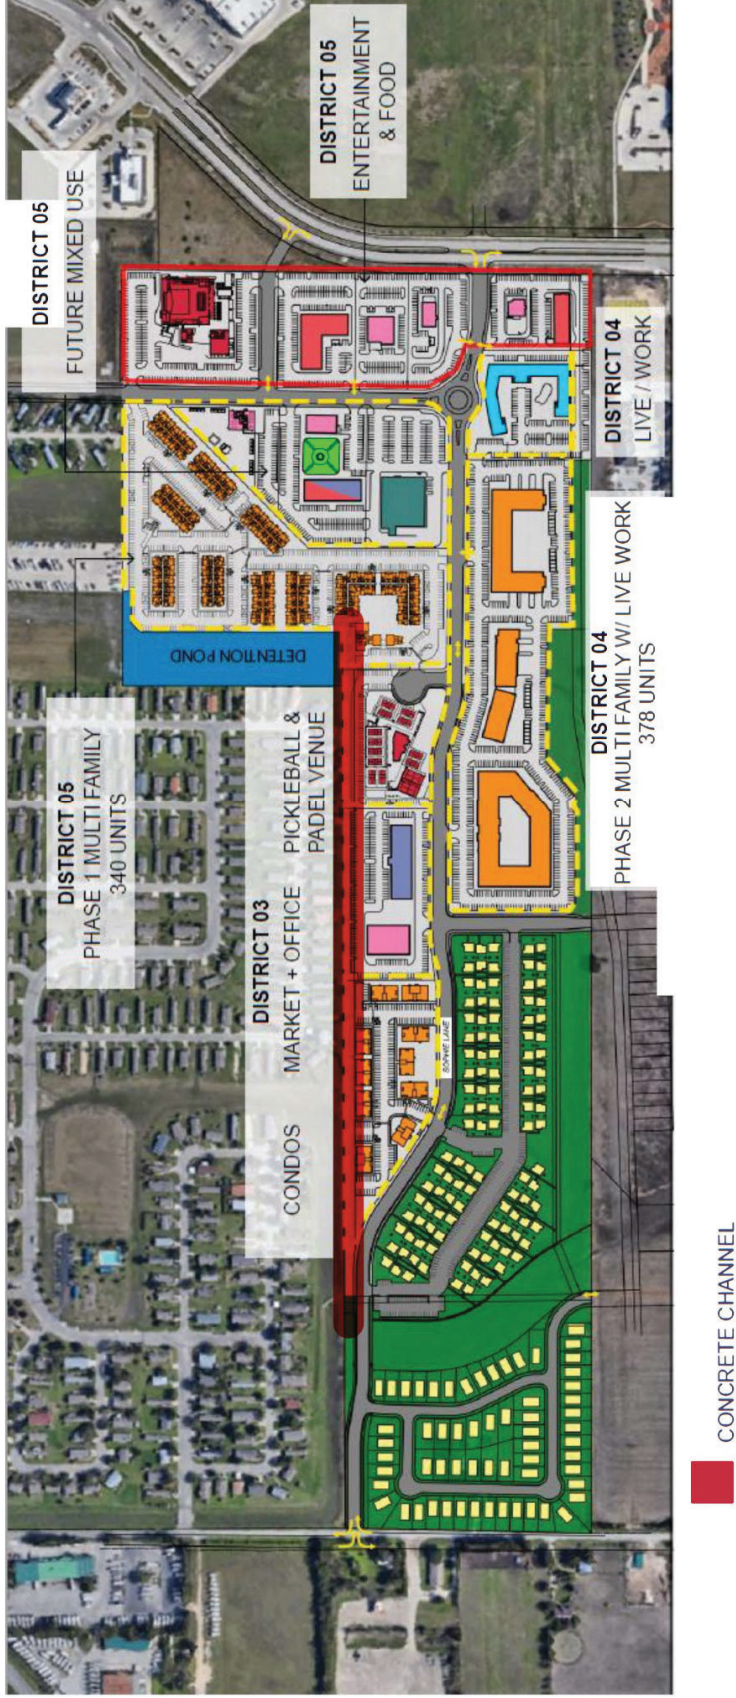 DISTRICT 05
FUTURE MIXED USE
DISTRICT 05
ENTERTAINMENT
& FOOD
DISTRICT 05
PHASE 1 MULTI FAMILY
340 UNITS
DETENTION POND
DISTRICT 03
CONDOS
MARKET + OFFICE
PICKLEBALL &
PADEL VENUE
DISTRICT 04
LIVE / WORK
DISTRICT 04
PHASE 2 MULTI FAMILY W/ LIVE WORK
378 UNITS
SOPHIE LANE
CONCRETE CHANNEL